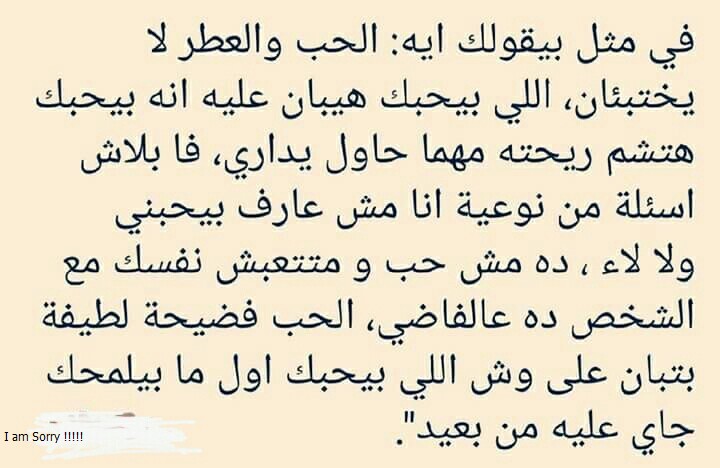 في مثل بيقولك ايه: الحب والعطر لا
يختبئان، اللي بيحبك هيبان عليه انه بيحبك
هتشم ريحته مهما حاول يداري، فا بلاش
اسئلة من نوعية انا مش عارف بيحبني
ولا لاء ، ده مش حب و متتعبش نفسك مع
الشخص ده عالفاضي، الحب فضيحة لطيفة
بتبان على وش اللي بيحبك اول ما بيلمحك
جاي عليه من بعيد".
I am Sorry !!!!!